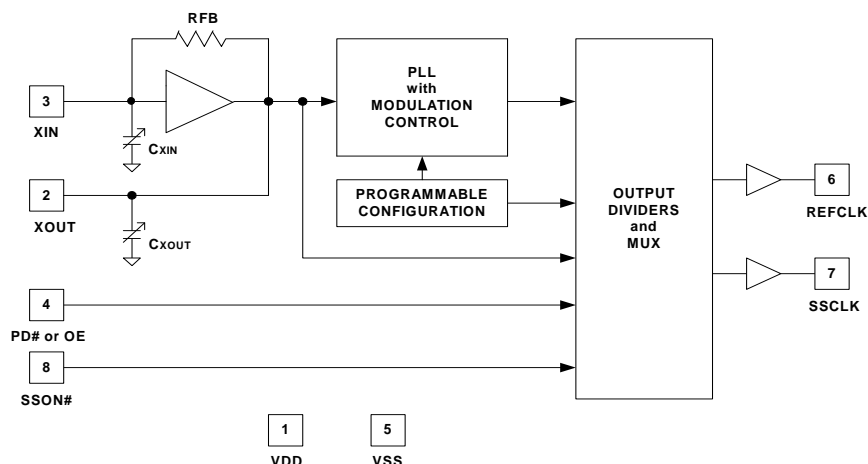 RFB
3
XIN
CXIN
2
XOUT
CXOUT
4
PD# or OE
8
SSON#
PLL
with
MODULATION
CONTROL
PROGRAMMABLE
CONFIGURATION
OUTPUT
DIVIDERS
and
MUX
6
REFCLK
7
SSCLK
1
VDD
5
VSS